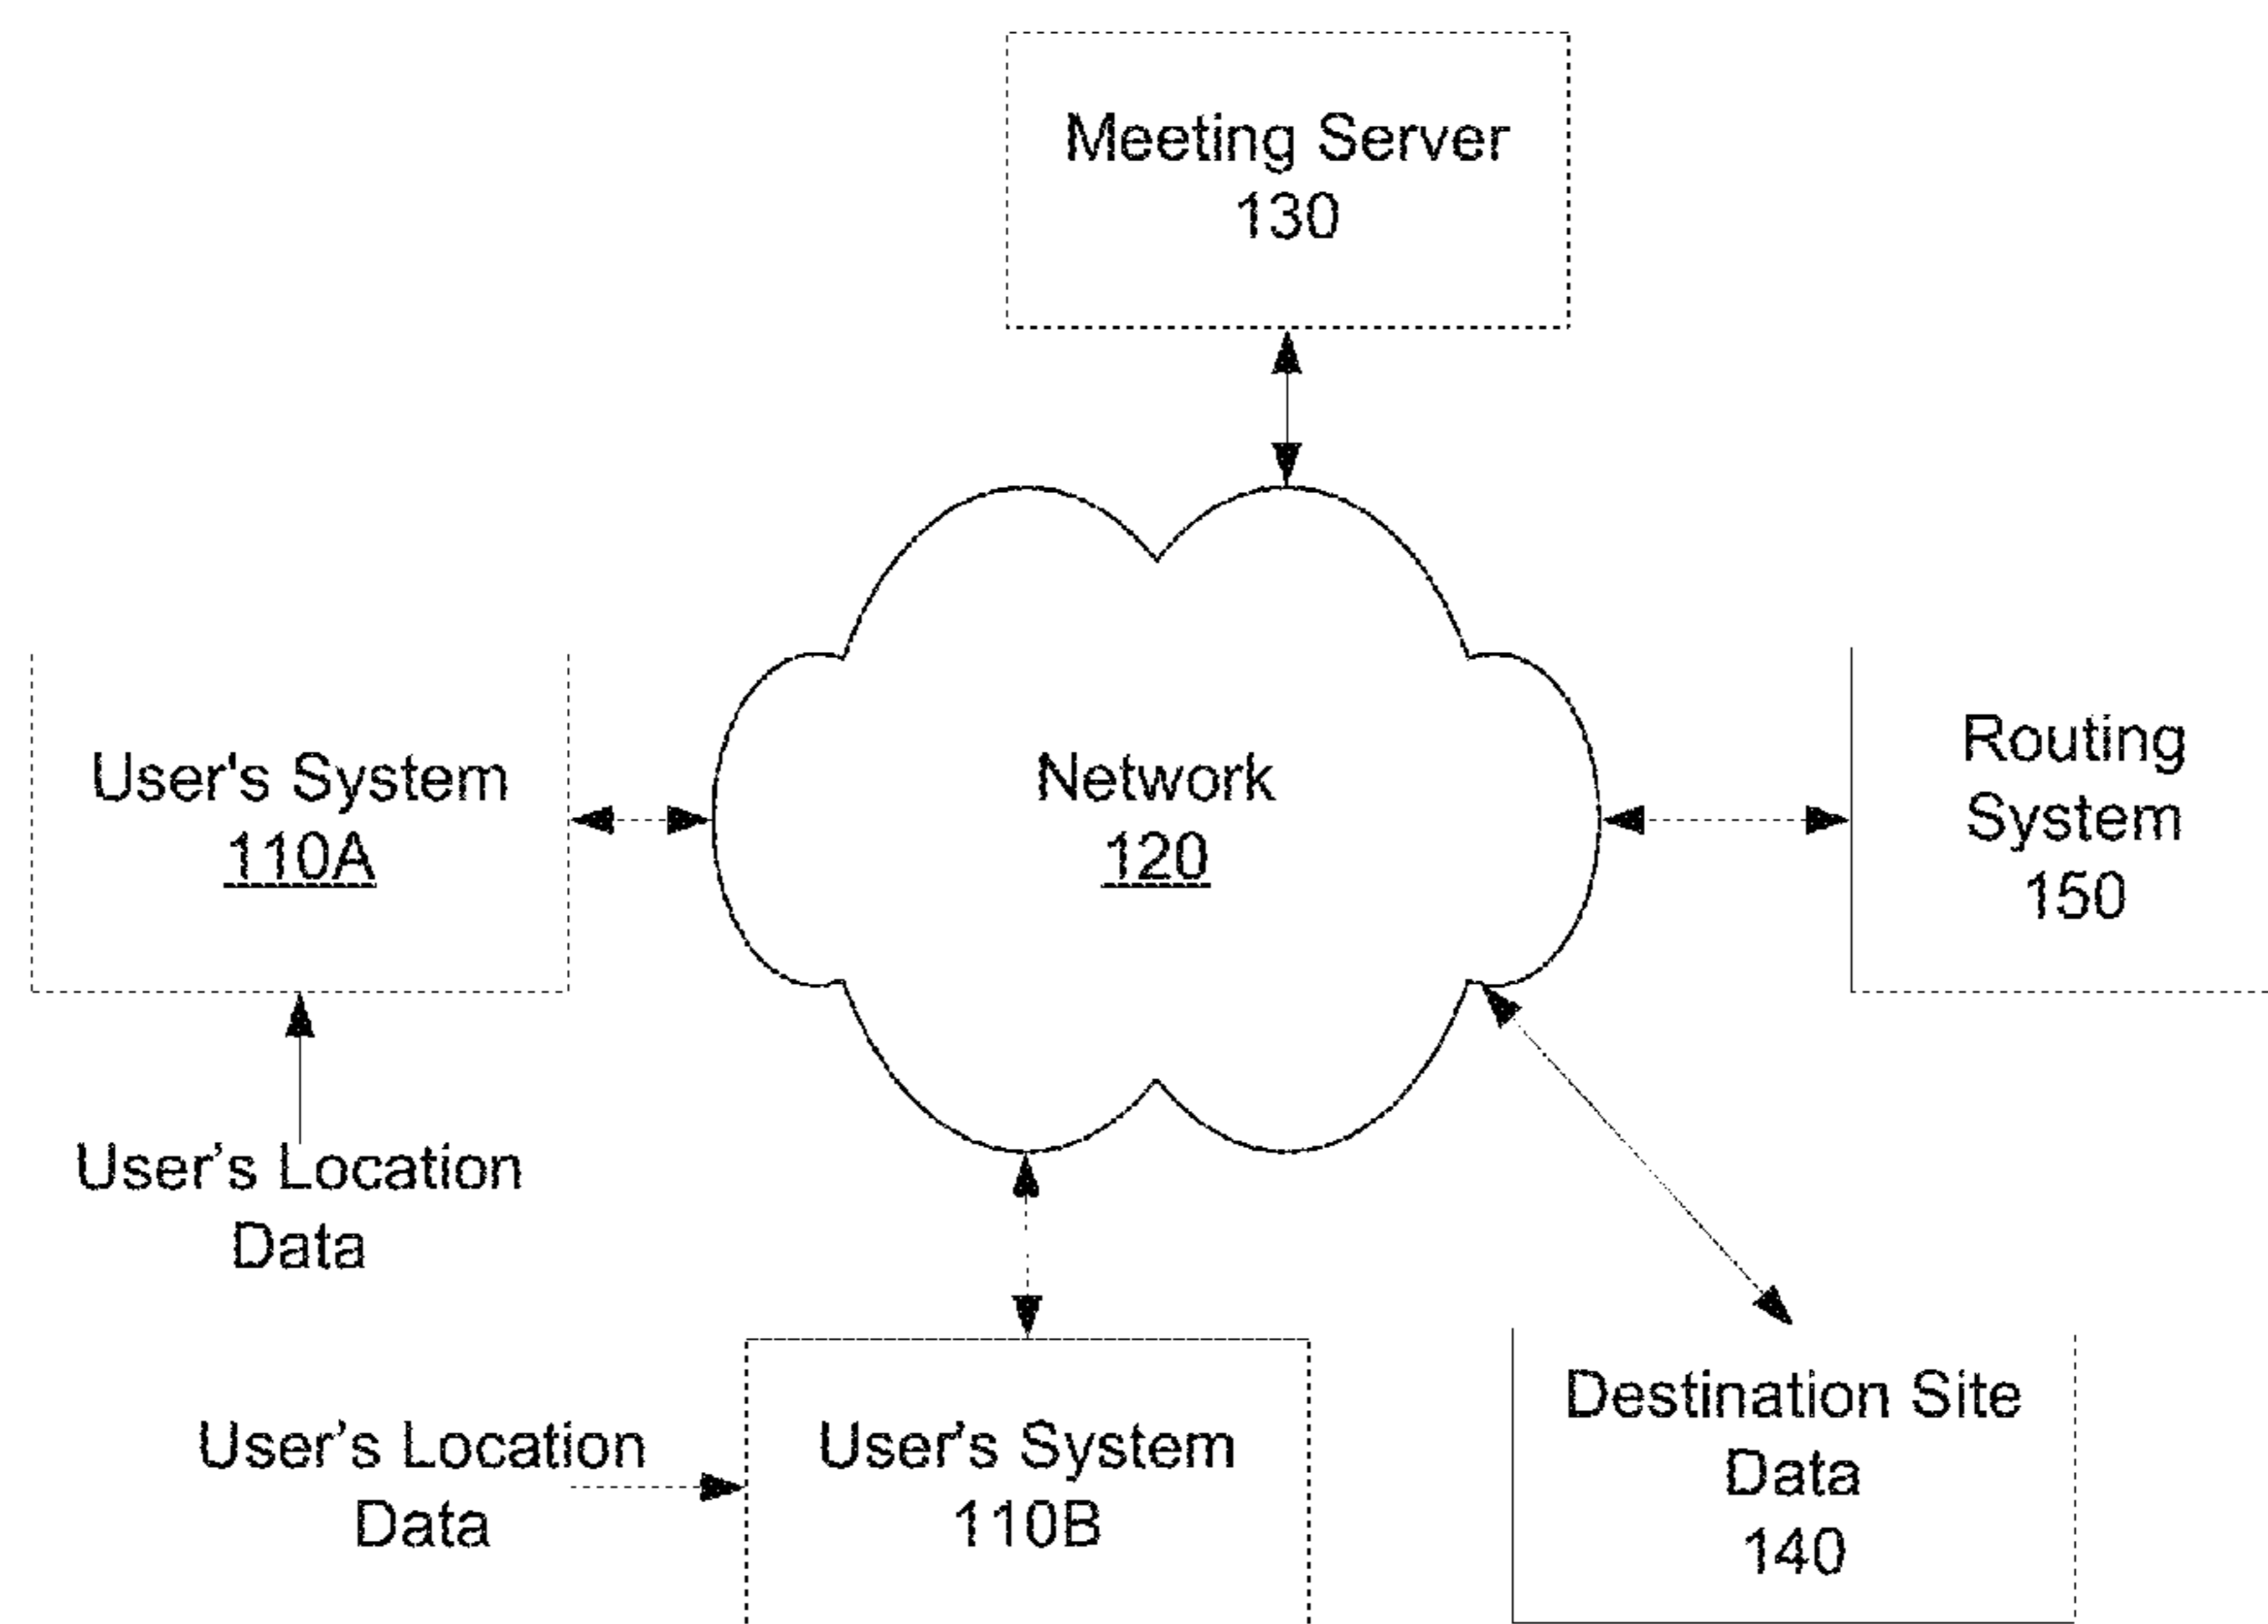 Meeting Server
130
User's System
110A
Network
120
Routing
System
150
User's Location
Data
User's Location
Data
User's System
110B
Destination Site
Data
140